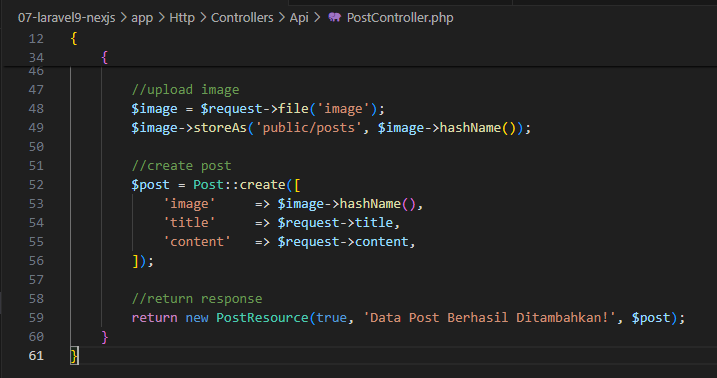 07-laravel9-nexjs > app > Http > Controllers > Api > PostController.php
12 {
34     {
46
47         //upload image
48         $image = $request->file('image');
49         $image->storeAs('public/posts', $image->hashName());
50
51         //create post
52         $post = Post::create([
53             'image'     => $image->hashName(),
54             'title'     => $request->title,
55             'content'   => $request->content,
56         ]);
57
58         //return response
59         return new PostResource(true, 'Data Post Berhasil Ditambahkan!', $post);
60     }
61 }